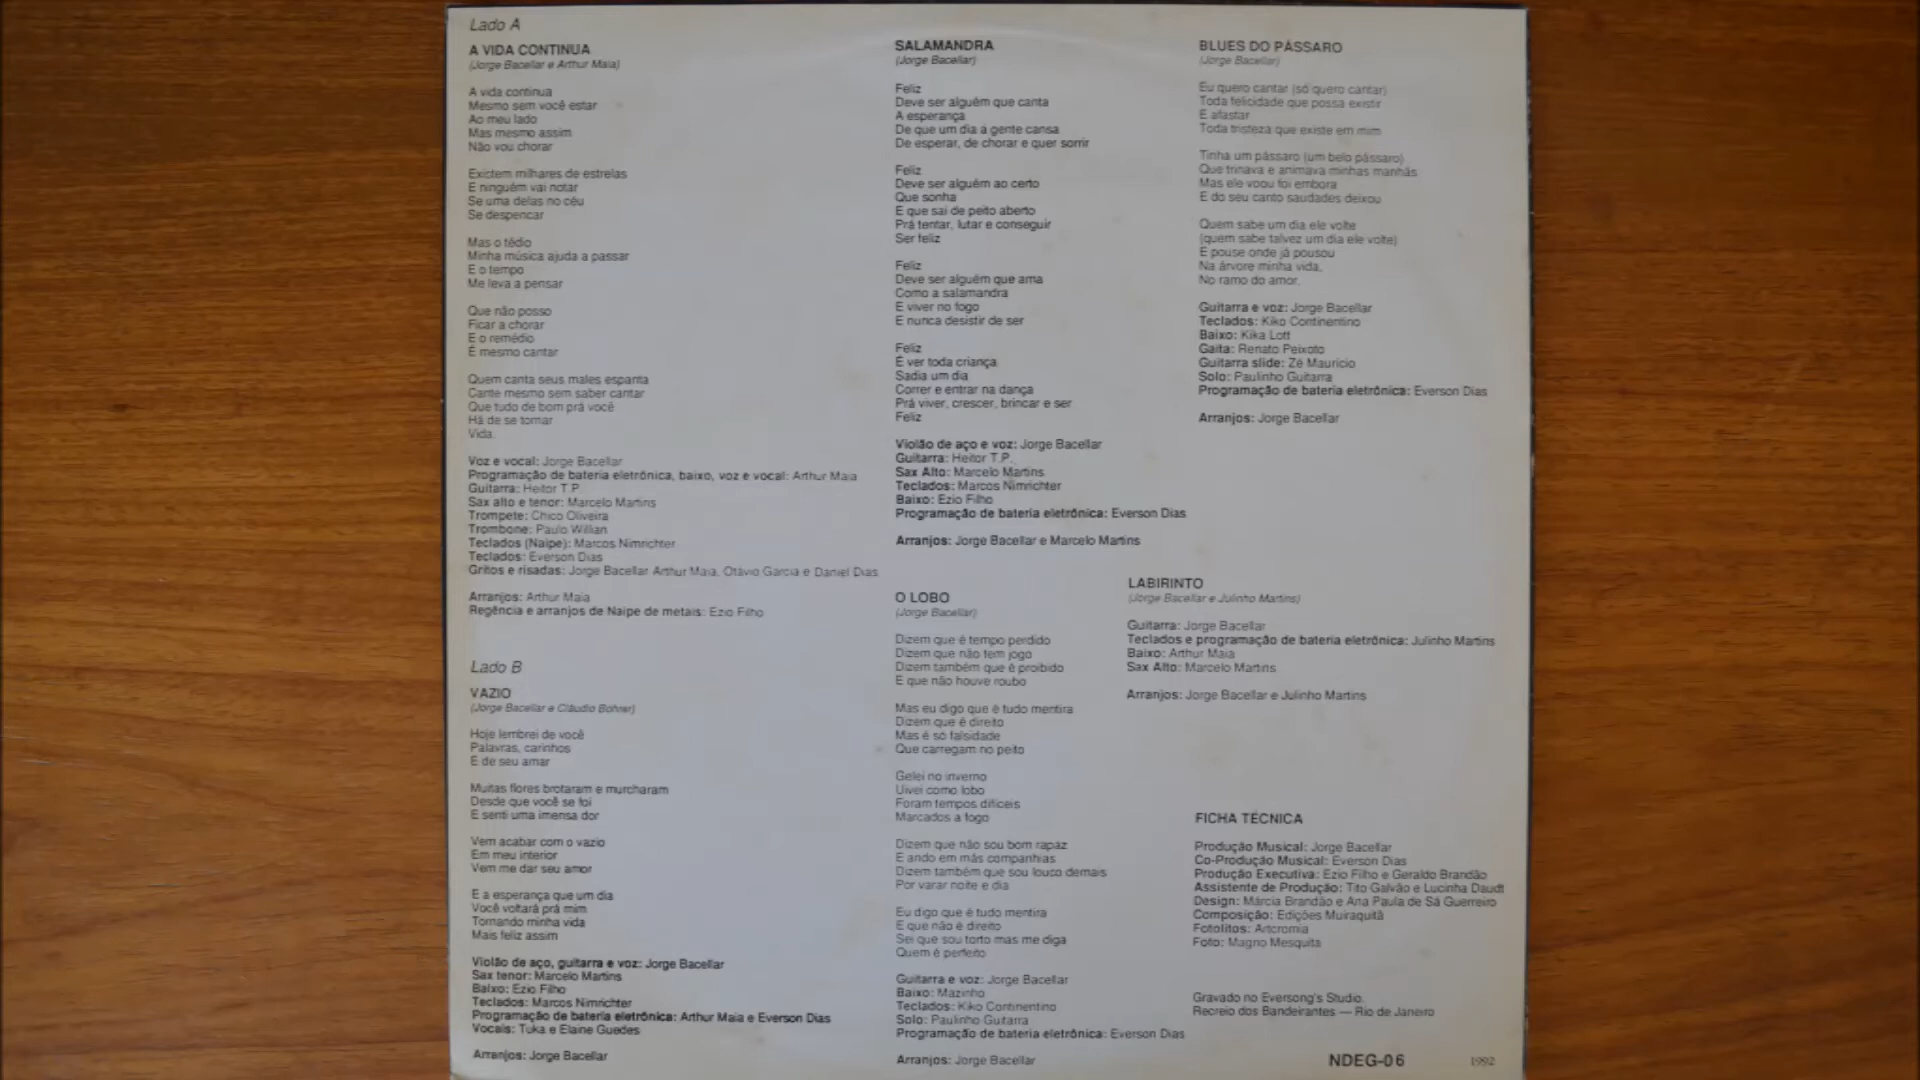 Lado A
A VIDA CONTINUA
(Jorge Bacellar e Arthur Maia)
A vida continua
Mesmo sem você estar
Ao meu lado
Mas mesmo assim
Não vou chorar
Existem milhares de estrelas
E ninguém vai notar
Se uma delas no céu
Se despencar
Mas o tédio
Minha música ajuda a passar
E o tempo
Me leva a pensar
Que não posso
Ficar a chorar
E o remédio
É mesmo cantar
Quem canta seus males espanta
Cante mesmo sem saber cantar
Que tudo de bom prá você
Há de se tornar
Vida.
Voz e vocal: Jorge Bacellar
Programação de bateria eletrônica, baixo, voz e vocal: Arthur Maia
Guitarra: Heitor T.P.
Sax alto e tenor: Marcelo Martins
Trompete: Chico Oliveira
Trombone: Paulo Willian
Teclados (Naipe): Marcos Nimrichter
Teclados: Everson Dias
Gritos e risadas: Jorge Bacellar Arthur Maia, Otávio Garcia e Daniel Dias
Arranjos: Arthur Maia
Regência e arranjos de Naipe de metais: Ezio Filho
SALAMANDRA
(Jorge Bacellar)
Feliz
Deve ser alguém que canta
A esperança
De que um dia a gente cansa
De esperar, de chorar e quer sorrir
Feliz
Deve ser alguém ao certo
Que sonha
E que sai de peito aberto
Prá tentar, lutar e conseguir
Ser feliz
Feliz
Deve ser alguém que ama
Como a salamandra
E viver no fogo
E nunca desistir de ser
Feliz
É ver toda criança
Sadia um dia
Correr e entrar na dança
Prá viver, crescer, brincar e ser
Feliz
Violão de aço e voz: Jorge Bacellar
Guitarra: Heitor T.P.
Sax Alto: Marcelo Martins
Teclados: Marcos Nimrichter
Baixo: Ezio Filho
Programação de bateria eletrônica: Everson Dias
Arranjos: Jorge Bacellar e Marcelo Martins
BLUES DO PÁSSARO
(Jorge Bacellar)
Eu quero cantar (só quero cantar)
Toda felicidade que possa existir
E afastar
Toda tristeza que existe em mim
Tinha um pássaro (um belo pássaro)
Que trinava e animava minhas manhãs
Mas ele voou foi embora
E do seu canto saudades deixou
Quem sabe um dia ele volte
(quem sabe talvez um dia ele volte)
E pouse onde já pousou
Na árvore minha vida,
No ramo do amor.
Guitarra e voz: Jorge Bacellar
Teclados: Kiko Continentino
Baixo: Kika Lott
Gaita: Renato Peixoto
Guitarra slide: Zé Maurício
Solo: Paulinho Guitarra
Programação de bateria eletrônica: Everson Dias
Arranjos: Jorge Bacellar
Lado B
VAZIO
(Jorge Bacellar e Cláudio Bohrer)
Hoje lembrei de você
Palavras, carinhos
E de seu amar
Muitas flores brotaram e murcharam
Desde que você se foi
E senti uma imensa dor
Vem acabar com o vazio
Em meu interior
Vem me dar seu amor
E a esperança que um dia
Você voltará prá mim
Tornando minha vida
Mais feliz assim
Violão de aço, guitarra e voz: Jorge Bacellar
Sax tenor: Marcelo Martins
Baixo: Ezio Filho
Teclados: Marcos Nimrichter
Programação de bateria eletrônica: Arthur Maia e Everson Dias
Vocais: Tuka e Elaine Guedes
Arranjos: Jorge Bacellar
O LOBO
(Jorge Bacellar)
Dizem que é tempo perdido
Dizem que não tem jogo
Dizem também que é proibido
E que não houve roubo
Mas eu digo que é tudo mentira
Dizem que é direito
Mas é só falsidade
Que carregam no peito
Gelei no inverno
Uivei como lobo
Foram tempos difíceis
Marcados a fogo
Dizem que não sou bom rapaz
E ando em más companhias
Dizem também que sou louco demais
Por varar noite e dia
Eu digo que é tudo mentira
E que não é direito
Sei que sou torto mas me diga
Quem é perfeito
Guitarra e voz: Jorge Bacellar
Baixo: Mazinho
Teclados: Kiko Continentino
Solo: Paulinho Guitarra
Programação de bateria eletrônica: Everson Dias
Arranjos: Jorge Bacellar
LABIRINTO
(Jorge Bacellar e Julinho Martins)
Guitarra: Jorge Bacellar
Teclados e programação de bateria eletrônica: Julinho Martins
Baixo: Arthur Maia
Sax Alto: Marcelo Martins
Arranjos: Jorge Bacellar e Julinho Martins
FICHA TÉCNICA
Produção Musical: Jorge Bacellar
Co-Produção Musical: Everson Dias
Produção Executiva: Ezio Filho e Geraldo Brandão
Assistente de Produção: Tito Galvão e Lucinha Daudt
Design: Márcia Brandão e Ana Paula de Sá Guerreiro
Composição: Edições Muiraquitã
Fotolitos: Artcromia
Foto: Magno Mesquita
Gravado no Eversong's Studio.
Recreio dos Bandeirantes — Rio de Janeiro
NDEG-06
1992